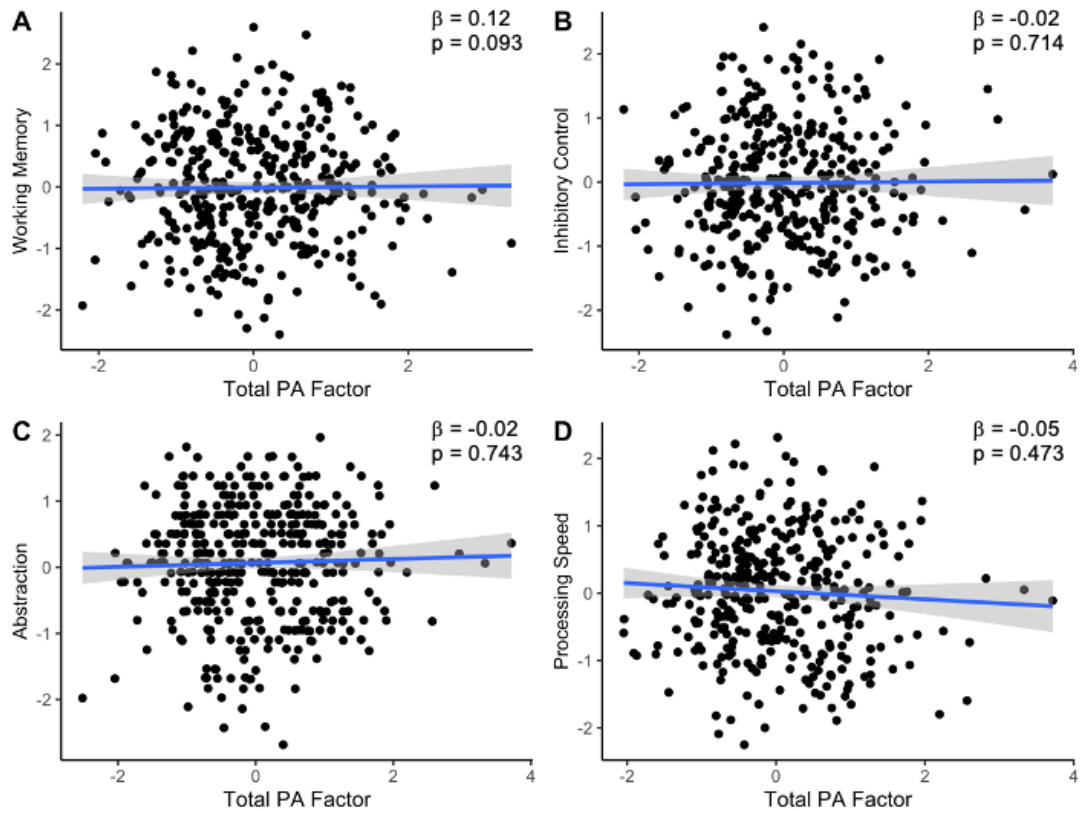 A
β = 0.12
p = 0.093
Working Memory
2
1
0
-1
-2
-2
0
2
Total PA Factor
B
β = -0.02
p = 0.714
Inhibitory Control
2
1
0
-1
-2
-2
0
2
4
Total PA Factor
C
β = -0.02
p = 0.743
Abstraction
2
1
0
-1
-2
-2
0
2
4
Total PA Factor
D
β = -0.05
p = 0.473
Processing Speed
2
1
0
-1
-2
-2
0
2
4
Total PA Factor